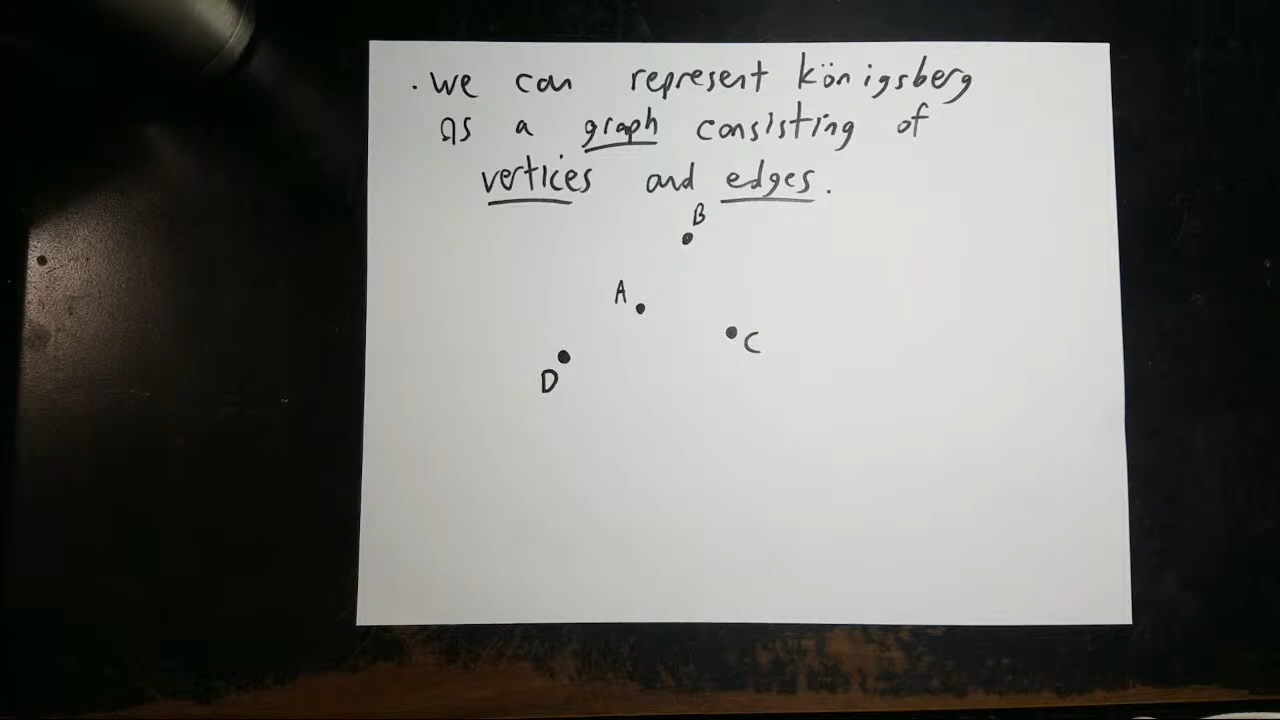 . we can represent königsberg
as a graph consisting of
vertices and edges.
B
A
C
D